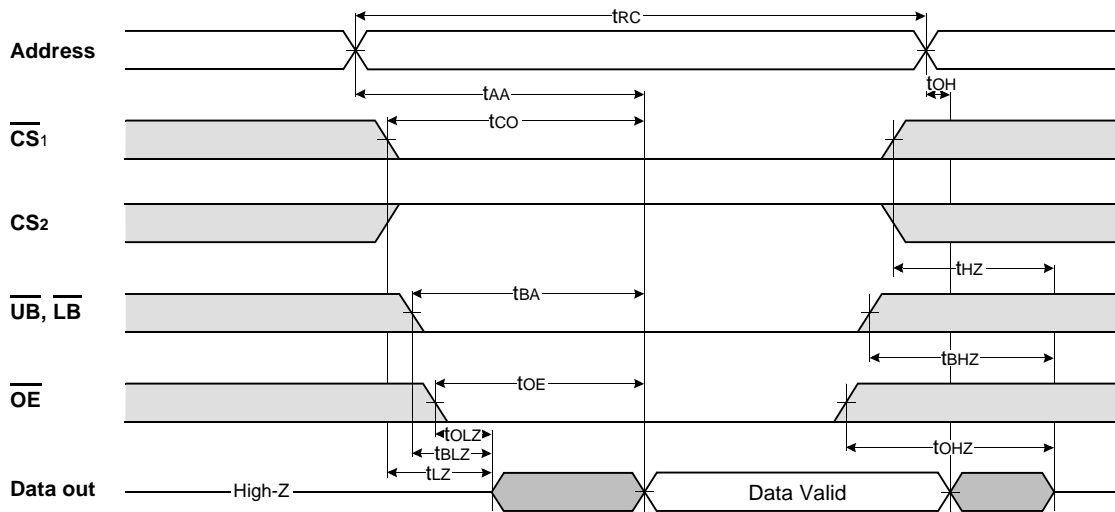 tRC
Address
tOH
tAA
tCO
CS1
CS2
tHZ
tBA
UB, LB
tBHZ
tOE
OE
tOLZ
tOHZ
tBLZ
tLZ
Data out High-Z Data Valid